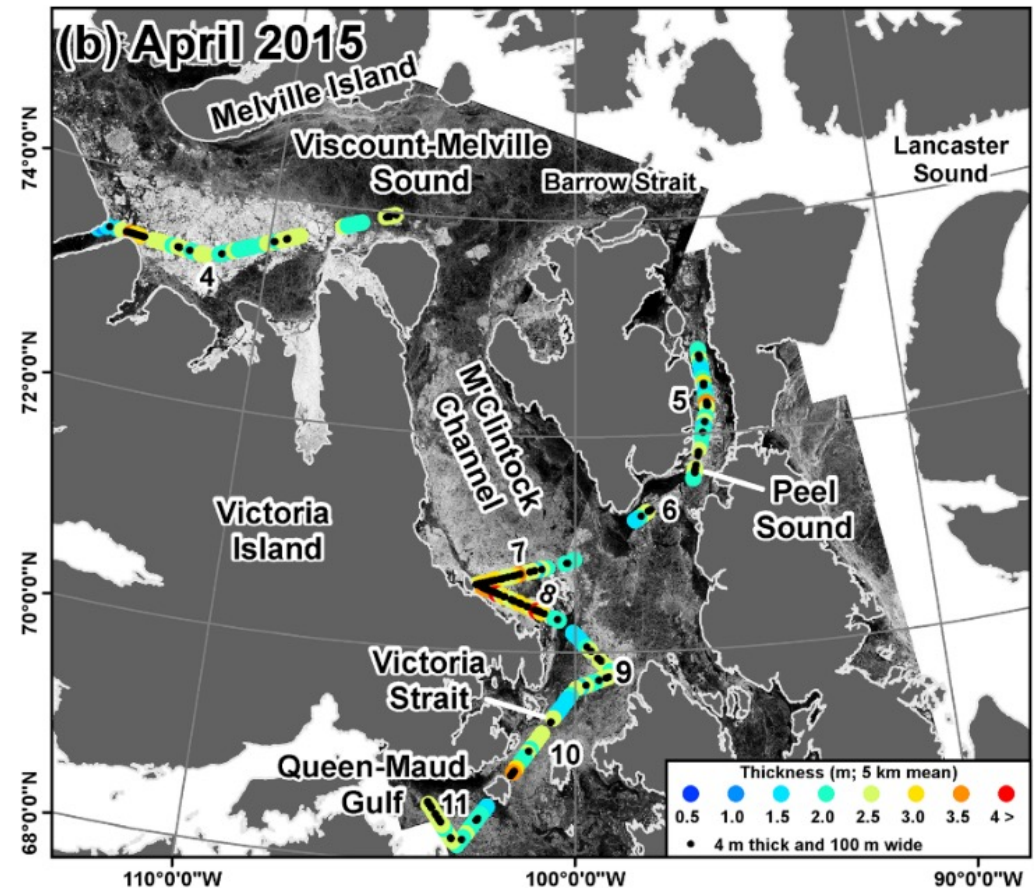 (b) April 2015
Melville Island
Viscount-Melville
Sound
Barrow Strait
Lancaster
Sound
74°0'0"N
4
72°0'0"N
5
M'Clintock
Channel
Peel
Sound
6
Victoria
Island
7
70°0'0"N
8
9
Victoria
Strait
10
Queen-Maud
Gulf
11
68°0'0"N
Thickness (m; 5 km mean)
0.5 1.0 1.5 2.0 2.5 3.0 3.5 4 >
4 m thick and 100 m wide
110°0'0"W 100°0'0"W 90°0'0"W